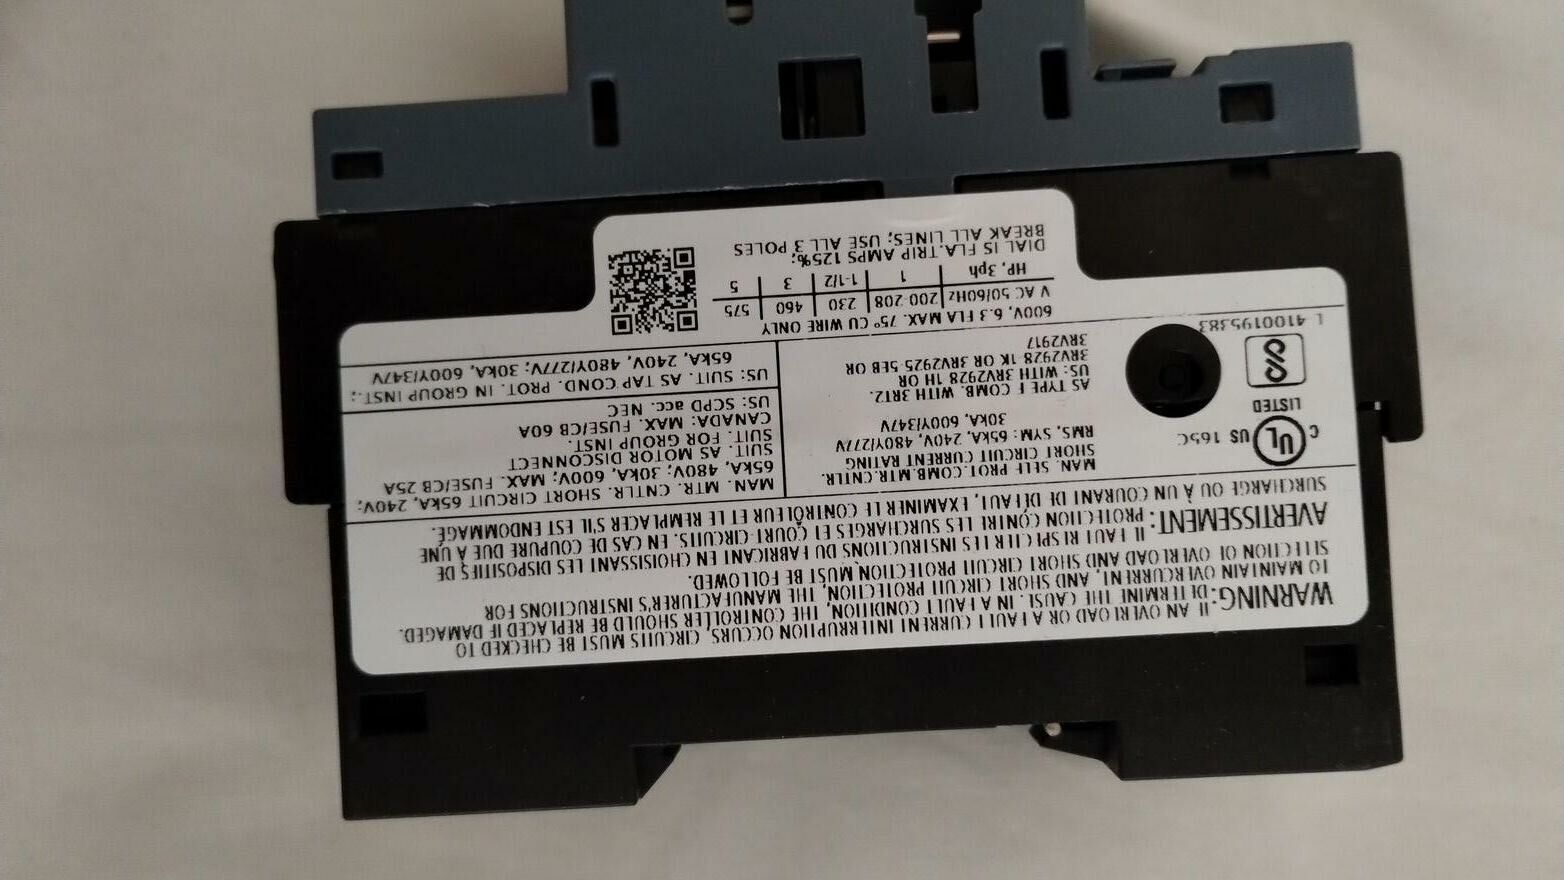 IF AN OVERLOAD OR A FAULT CURRENT INTERRUPTION OCCURS, CIRCUITS MUST BE CHECKED TO
WARNING: DETERMINE THE CAUSE. IF A FAULT CONDITION, THE CONTROLLER SHOULD BE REPLACED IF DAMAGED.
TO MAINTAIN OVERCURRENT, AND SHORT CIRCUIT PROTECTION, THE MANUFACTURER'S INSTRUCTIONS FOR
SELECTION OF OVERLOAD AND SHORT CIRCUIT PROTECTION MUST BE FOLLOWED.
AVERTISSEMENT: IL FAUT RESPECTER LES INSTRUCTIONS DU FABRICANT EN CHOISISSANT LES DISPOSITIFS DE
PROTECTION CONTRE LES SURCHARGES ET COURT-CIRCUITS. EN CAS DE COUPURE DUE À UNE
SURCHARGE OU À UN COURANT DE DÉFAUT, EXAMINER LE CONTRÔLEUR ET LE REMPLACER S'IL EST ENDOMMAGÉ.
C UL US 165C
LISTED
L 4100195383
MAN. SELF PROT.COMB.MTR.CNTLR.
SHORT CIRCUIT CURRENT RATING
RMS, SYM: 65kA, 240V, 480Y/277V
30kA, 600Y/347V
AS TYPE F COMB. WITH 3RT2.
US: WITH 3RV2928 1H OR
3RV2928 1K OR 3RV2925 5EB OR
3RV2917
MAN. MTR. CNTLR. SHORT CIRCUIT 65kA, 240V;
65kA, 480V; 30kA, 600V; MAX. FUSE/CB 25A
SUIT. AS MOTOR DISCONNECT
SUIT. FOR GROUP INST.
CANADA: MAX. FUSE/CB 60A
US: SCPD acc. NEC
US: SUIT. AS TAP COND. PROT. IN GROUP INST.;
65kA, 240V, 480Y/277V; 30kA, 600Y/347V
600V, 6.3 FLA MAX. 75° CU WIRE ONLY
V AC 50/60Hz 200-208 230 460 575
HP, 3ph 1 1-1/2 3 5
DIAL IS FLA. TRIP AMPS 125%;
BREAK ALL LINES; USE ALL 3 POLES